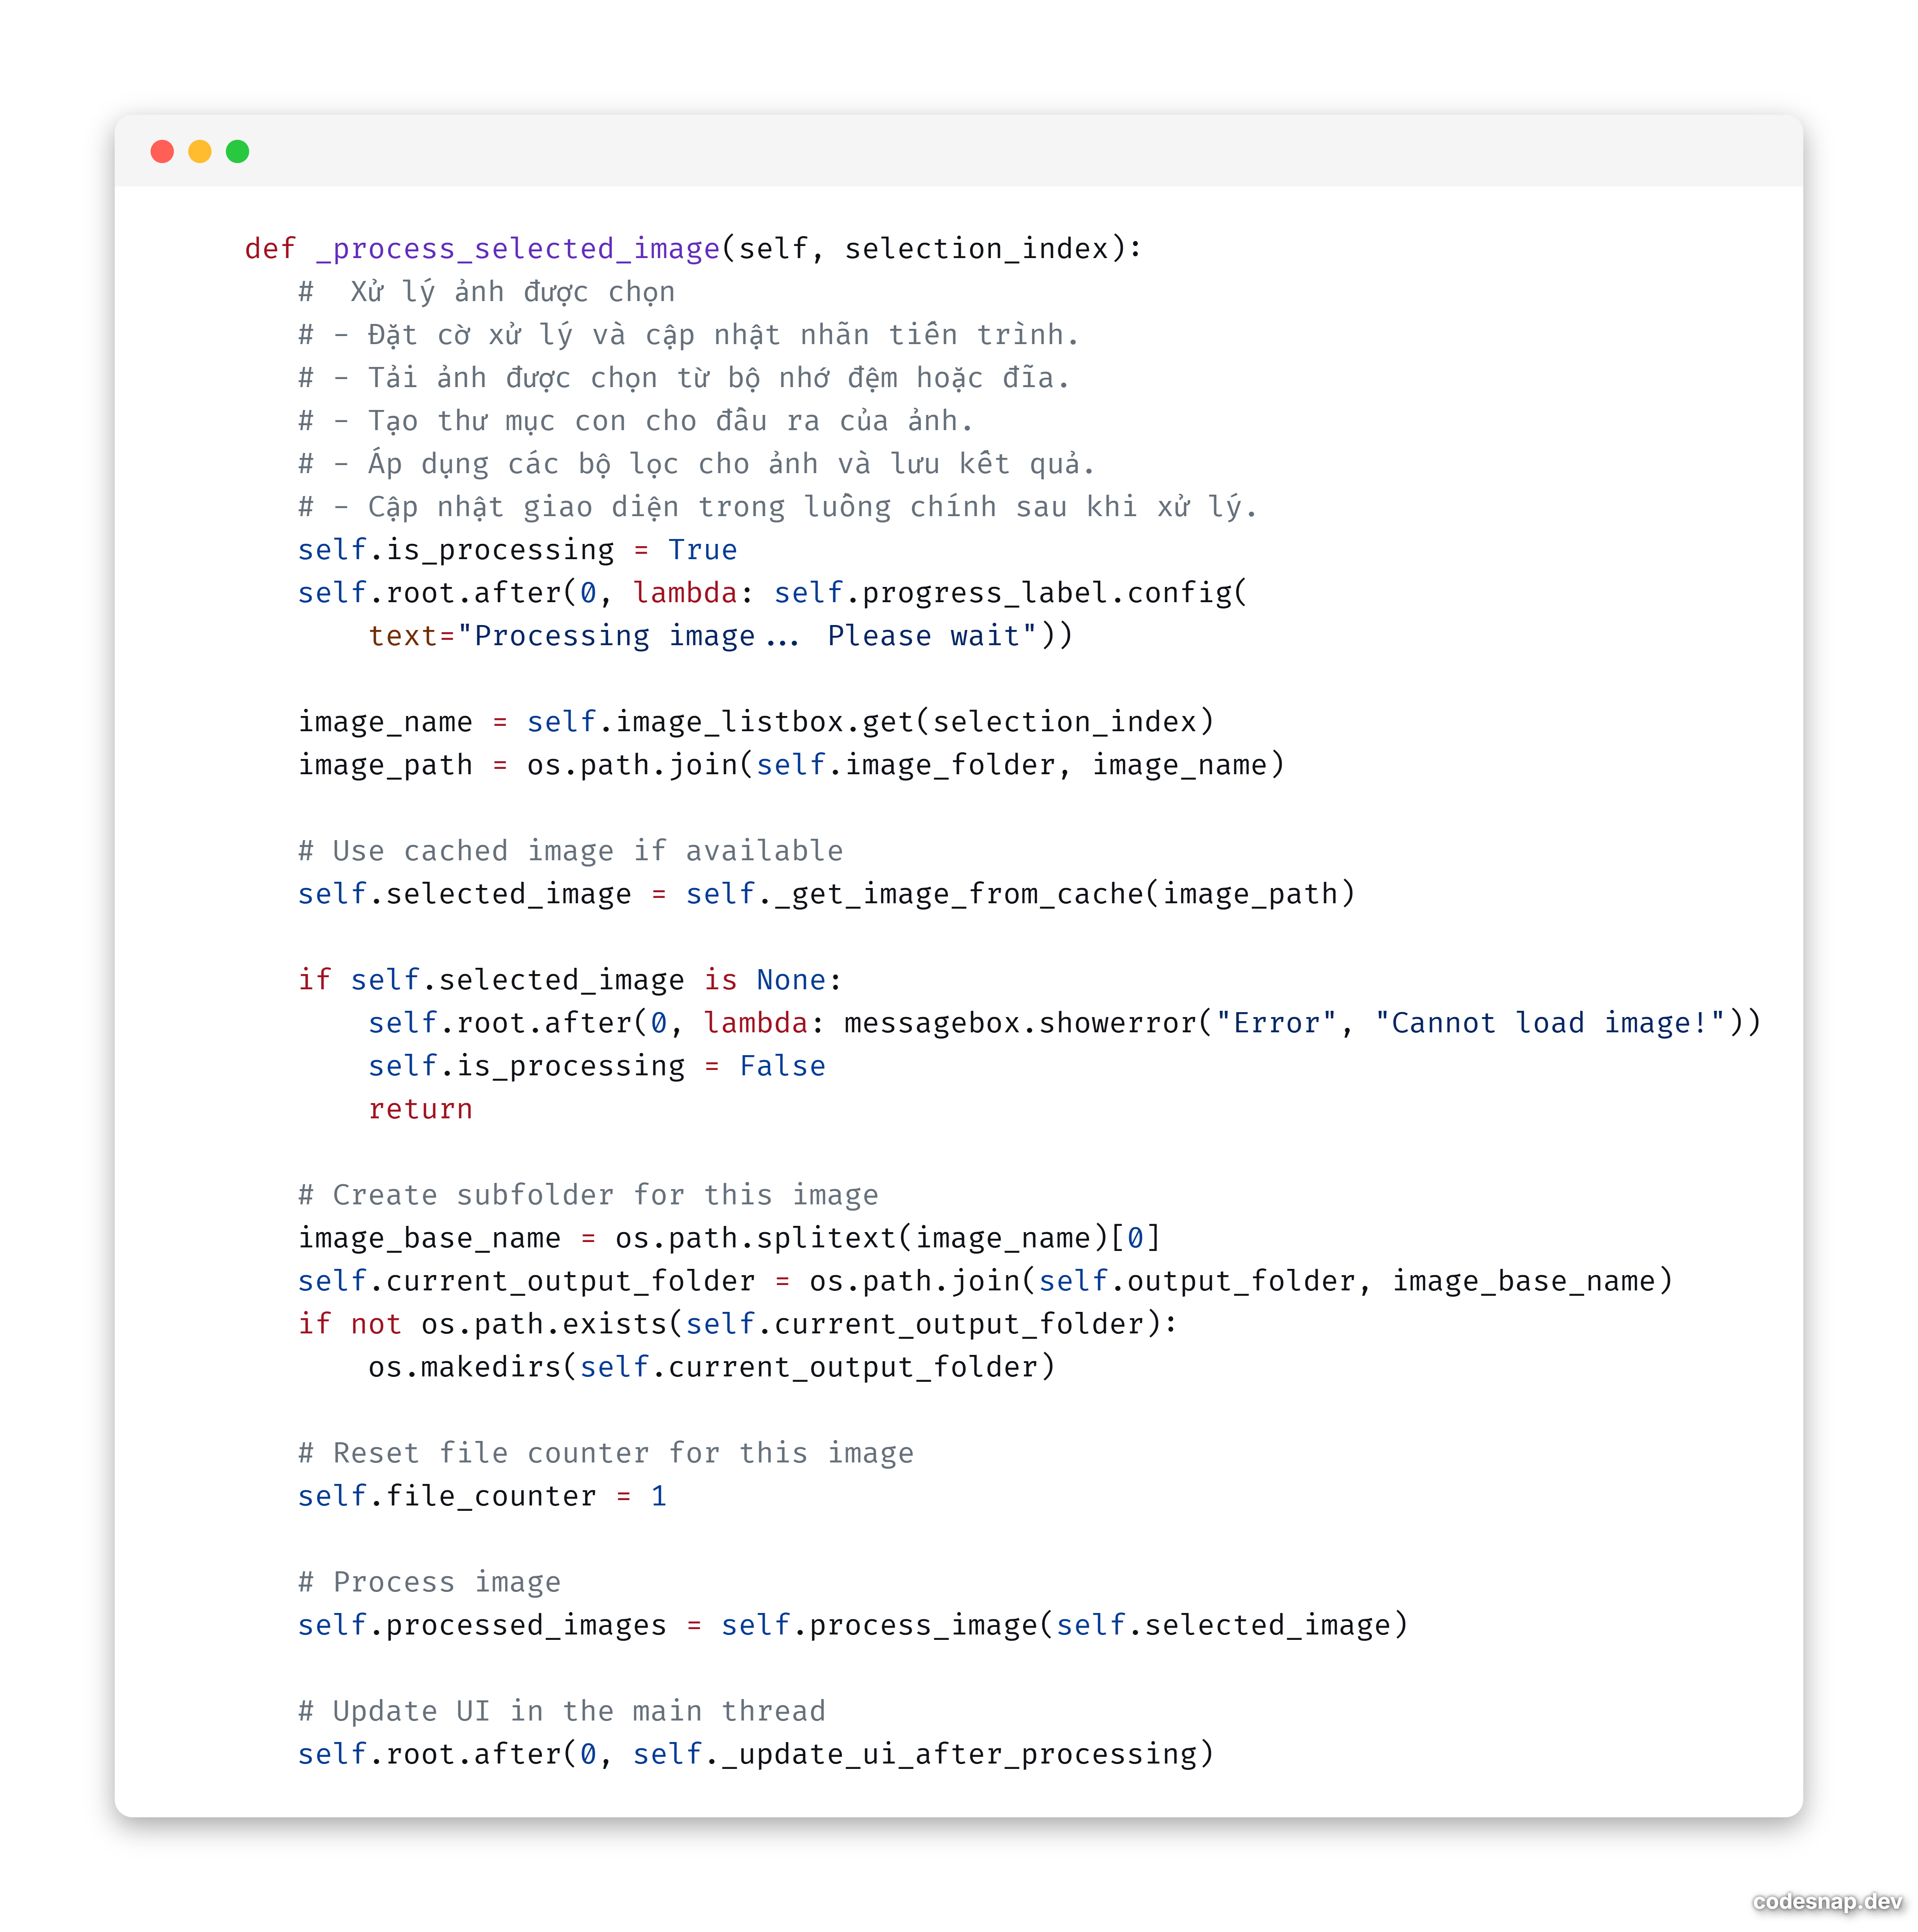 def _process_selected_image(self, selection_index):
#  Xử lý ảnh được chọn
# - Đặt cờ xử lý và cập nhật nhãn tiến trình.
# - Tải ảnh được chọn từ bộ nhớ đệm hoặc đĩa.
# - Tạo thư mục con cho đầu ra của ảnh.
# - Áp dụng các bộ lọc cho ảnh và lưu kết quả.
# - Cập nhật giao diện trong luồng chính sau khi xử lý.
self.is_processing = True
self.root.after(0, lambda: self.progress_label.config(
text="Processing image... Please wait"))
image_name = self.image_listbox.get(selection_index)
image_path = os.path.join(self.image_folder, image_name)
# Use cached image if available
self.selected_image = self._get_image_from_cache(image_path)
if self.selected_image is None:
self.root.after(0, lambda: messagebox.showerror("Error", "Cannot load image!"))
self.is_processing = False
return
# Create subfolder for this image
image_base_name = os.path.splitext(image_name)[0]
self.current_output_folder = os.path.join(self.output_folder, image_base_name)
if not os.path.exists(self.current_output_folder):
os.makedirs(self.current_output_folder)
# Reset file counter for this image
self.file_counter = 1
# Process image
self.processed_images = self.process_image(self.selected_image)
# Update UI in the main thread
self.root.after(0, self._update_ui_after_processing)
codesnap.dev